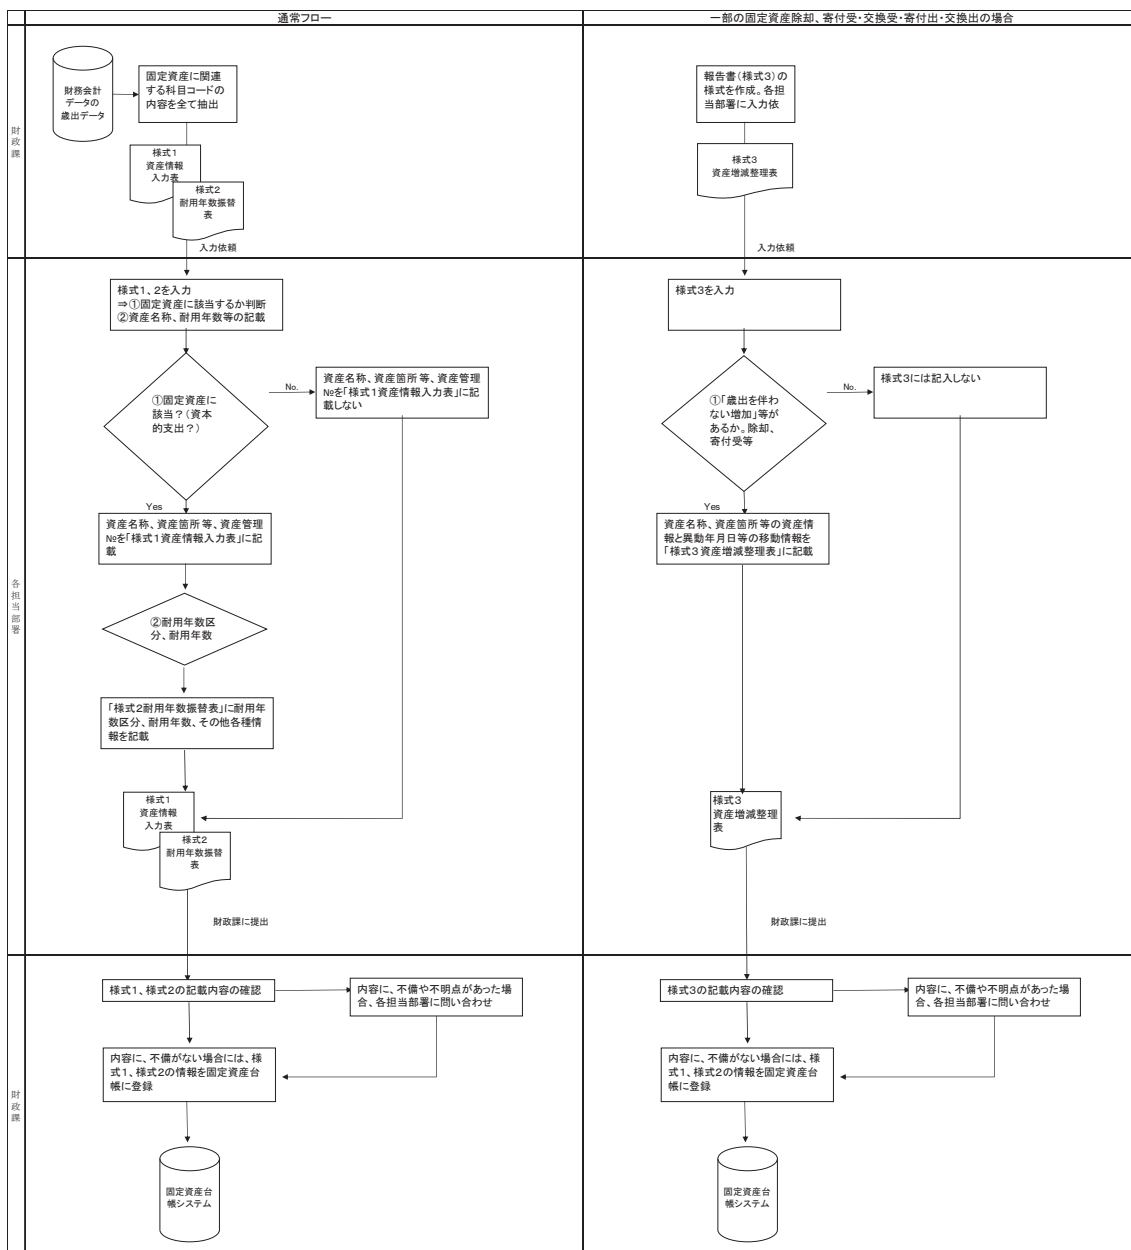 通常フロー
一部の固定資産除却、寄付受・交換受・寄付出・交換出の場合
財政課
財務会計
データの
歳出データ
固定資産に関連
する科目コードの
内容を全て抽出
様式1
資産情報
入力表
様式2
耐用年数振替
表
入力依頼
報告書(様式3)の
様式を作成。各担
当部署に入力依
様式3
資産増減整理表
入力依頼
各担当部署
様式1、2を入力
⇒①固定資産に該当するか判断
②資産名称、耐用年数等の記載
①固定資産に
該当?(資本
的支出?)
No.
資産名称、資産箇所等、資産管理
№を「様式1資産情報入力表」に記
載しない
Yes
資産名称、資産箇所等、資産管理
№を「様式1資産情報入力表」に記
載
②耐用年数区
分、耐用年数
「様式2耐用年数振替表」に耐用年
数区分、耐用年数、その他各種情
報を記載
様式1
資産情報
入力表
様式2
耐用年数振替
表
財政課に提出
様式3を入力
①「歳出を伴わ
ない増加」等が
あるか。除却、
寄付受等
No.
様式3には記入しない
Yes
資産名称、資産箇所等の資産情
報と異動年月日等の移動情報を
「様式3資産増減整理表」に記載
様式3
資産増減整理
表
財政課に提出
財政課
様式1、様式2の記載内容の確認
内容に、不備や不明点があった場
合、各担当部署に問い合わせ
内容に、不備がない場合には、様
式1、様式2の情報を固定資産台
帳に登録
固定資産台
帳システム
様式3の記載内容の確認
内容に、不備や不明点があった場
合、各担当部署に問い合わせ
内容に、不備がない場合には、様
式1、様式2の情報を固定資産台
帳に登録
固定資産台
帳システム